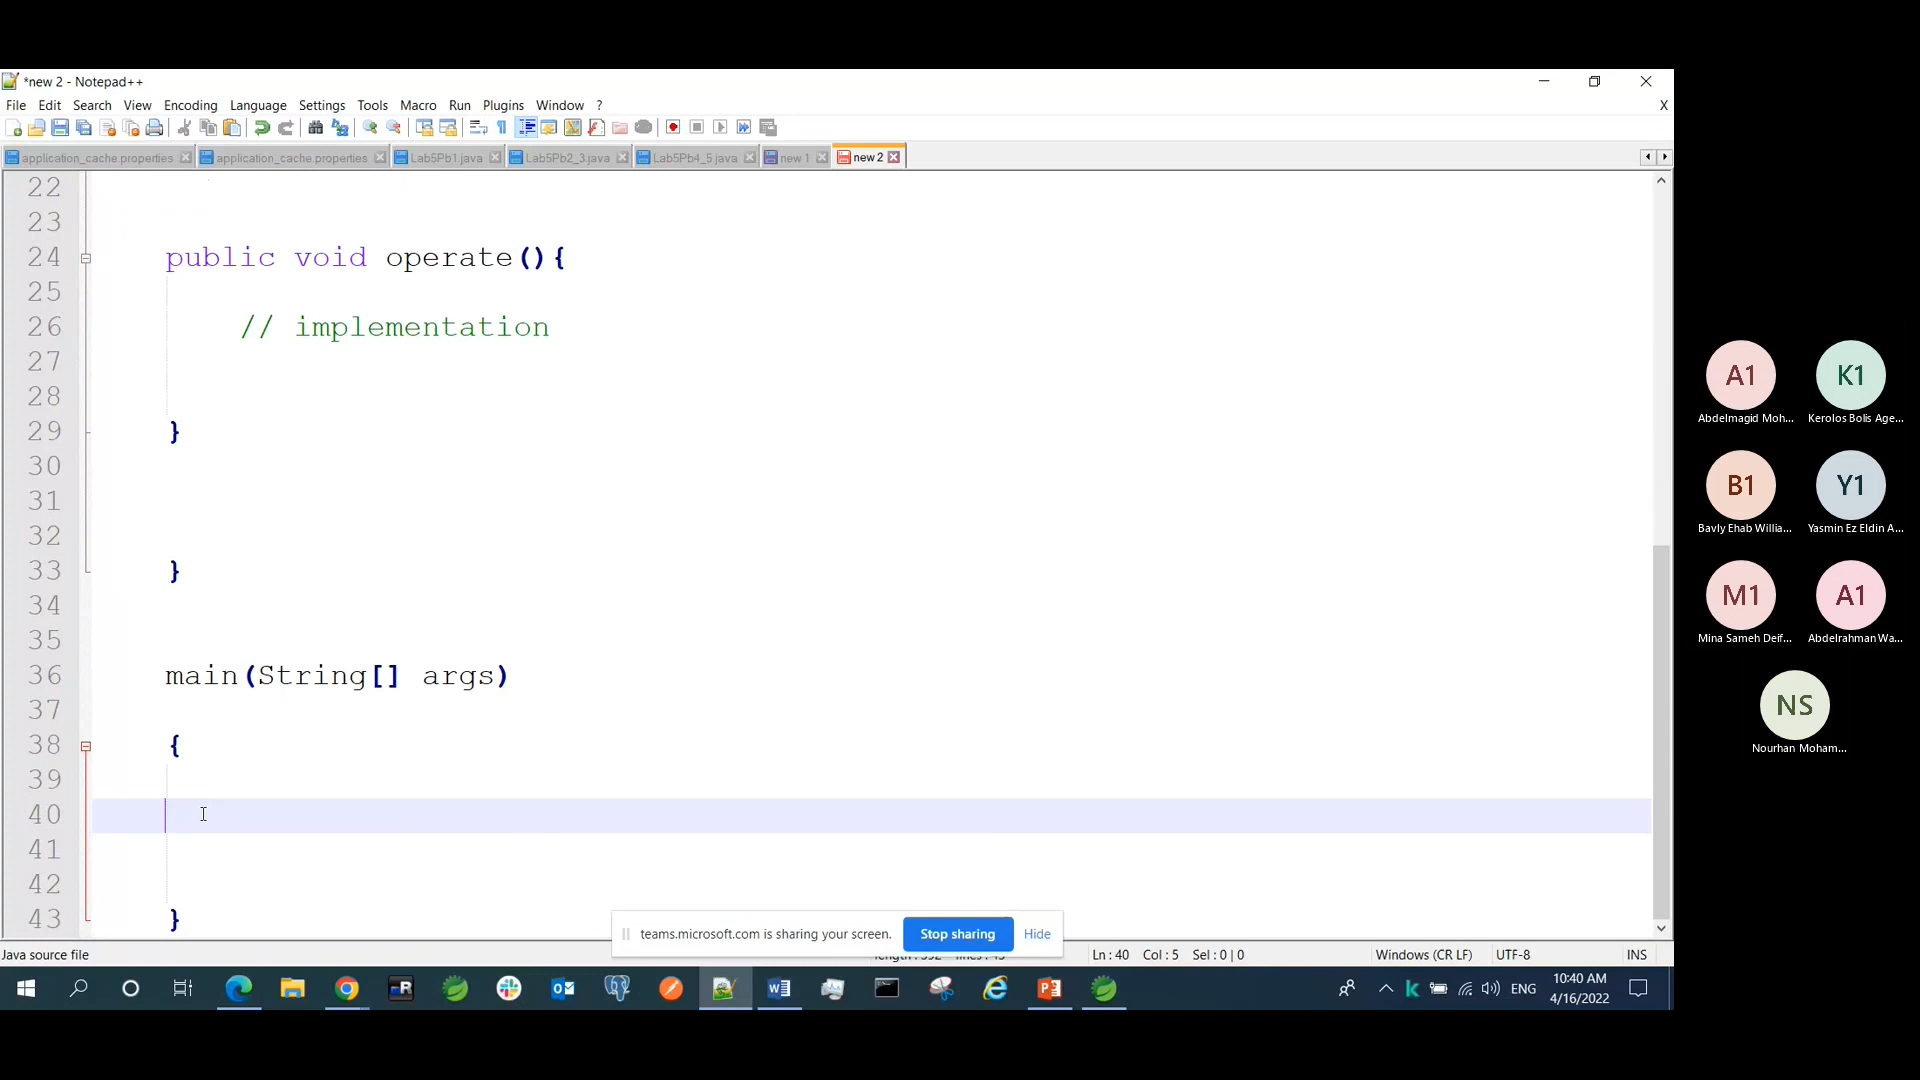 *new 2 - Notepad++
File Edit Search View Encoding Language Settings Tools Macro Run Plugins Window ? X
application_cache.properties application_cache.properties Lab5Pb1.java Lab5Pb2_3.java Lab5Pb4_5.java new 1 new 2
22
23
24 public void operate(){
25
26 // implementation
27
28
29 }
30
31
32
33 }
34
35
36 main(String[] args)
37
38 {
39
40
41
42
43 }
A1 K1
Abdelmagid Moh... Kerolos Bolis Age...
B1 Y1
Bavly Ehab Willia... Yasmin Ez Eldin A...
M1 A1
Mina Sameh Deif... Abdelrahman Wa...
NS
Nourhan Moham...
teams.microsoft.com is sharing your screen. Stop sharing Hide
Java source file Ln : 40 Col : 5 Sel : 0 | 0 Windows (CR LF) UTF-8 INS
ENG 10:40 AM
4/16/2022